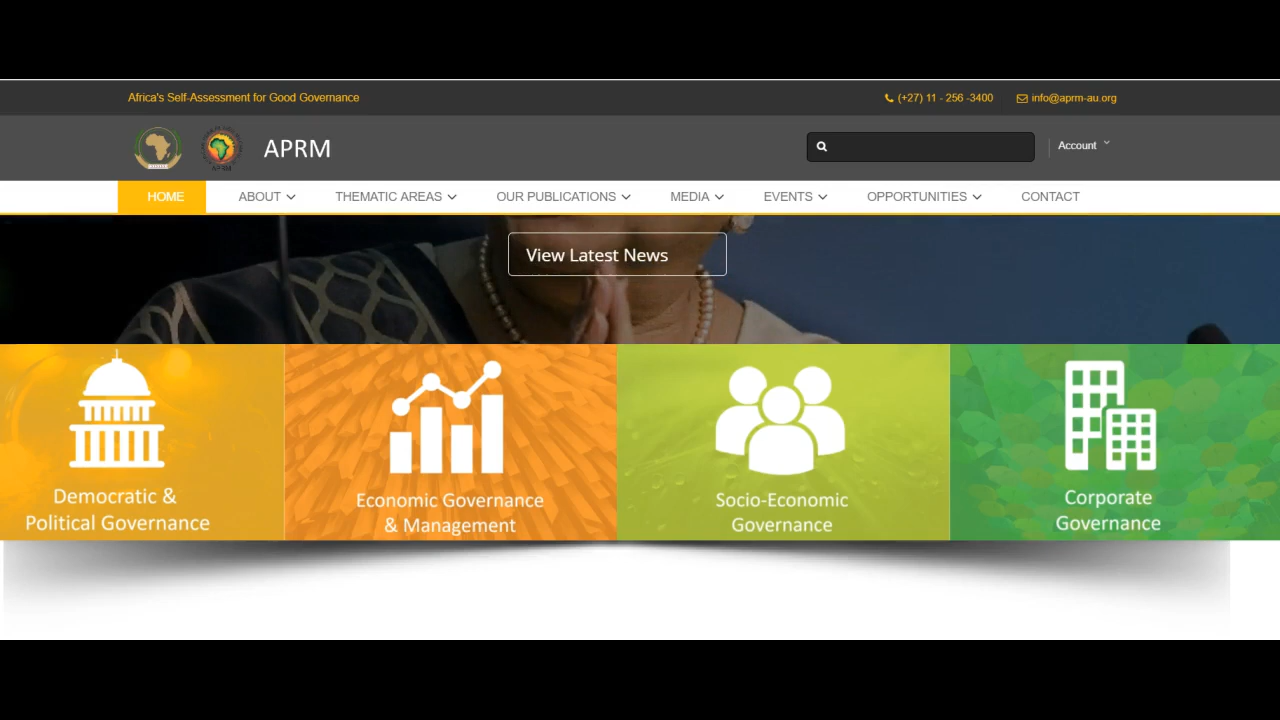 Africa's Self-Assessment for Good Governance
(+27) 11 - 256 -3400
info@aprm-au.org
APRM
APRM
Account
HOME
ABOUT
THEMATIC AREAS
OUR PUBLICATIONS
MEDIA
EVENTS
OPPORTUNITIES
CONTACT
View Latest News
Democratic &
Political Governance
Economic Governance
& Management
Socio-Economic
Governance
Corporate
Governance